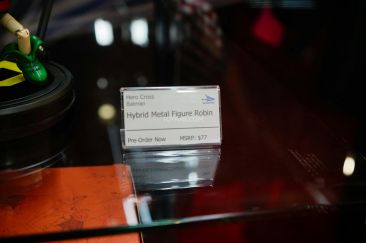 Hero Cross
Batman
Hybrid Metal Figure Robin
Pre-Order Now MSRP: $77